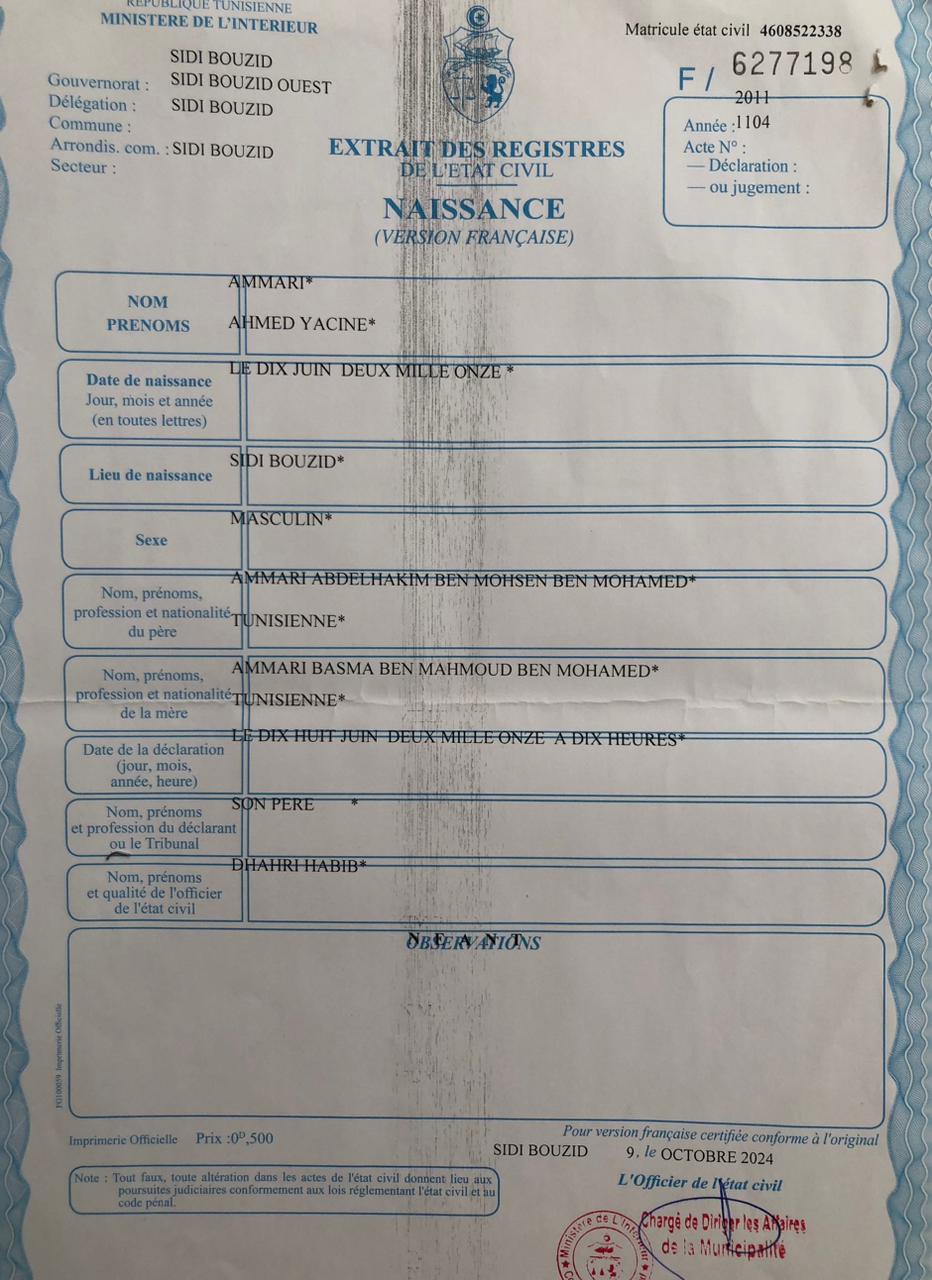 REPUBLIQUE TUNISIENNE
MINISTERE DE L'INTERIEUR
Matricule état civil 4608522338
F / 6277198
SIDI BOUZID
Gouvernorat : SIDI BOUZID OUEST
Délégation : SIDI BOUZID
Commune :
Arrondis. com. : SIDI BOUZID
Secteur :
2011
Année : 1104
Acte N° :
— Déclaration :
— ou jugement :
EXTRAIT DES REGISTRES
DE L'ETAT CIVIL
NAISSANCE
(VERSION FRANÇAISE)
NOM
PRENOMS
AMMARI*
AHMED YACINE*
Date de naissance
Jour, mois et année
(en toutes lettres)
LE DIX JUIN DEUX MILLE ONZE *
Lieu de naissance
SIDI BOUZID*
Sexe
MASCULIN*
Nom, prénoms,
profession et nationalité
du père
AMMARI ABDELHAKIM BEN MOHSEN BEN MOHAMED*
TUNISIENNE*
Nom, prénoms,
profession et nationalité
de la mère
AMMARI BASMA BEN MAHMOUD BEN MOHAMED*
TUNISIENNE*
Date de la déclaration
(jour, mois,
année, heure)
LE DIX HUIT JUIN DEUX MILLE ONZE A DIX HEURES*
Nom, prénoms
et profession du déclarant
ou le Tribunal
SON PERE *
Nom, prénoms
et qualité de l'officier
de l'état civil
DHAHRI HABIB*
OBSERVATIONS
N E A N T
FG100059 Imprimerie Officielle
Imprimerie Officielle Prix :0ᴰ,500
Pour version française certifiée conforme à l'original
SIDI BOUZID 9, le OCTOBRE 2024
L'Officier de l'état civil
Note : Tout faux, toute altération dans les actes de l'état civil donnent lieu aux
poursuites judiciaires conformement aux lois réglementant l'état civil et au
code pénal.
Chargé de Diriger les Affaires
de la Municipalité
Ministère de L'Interieur